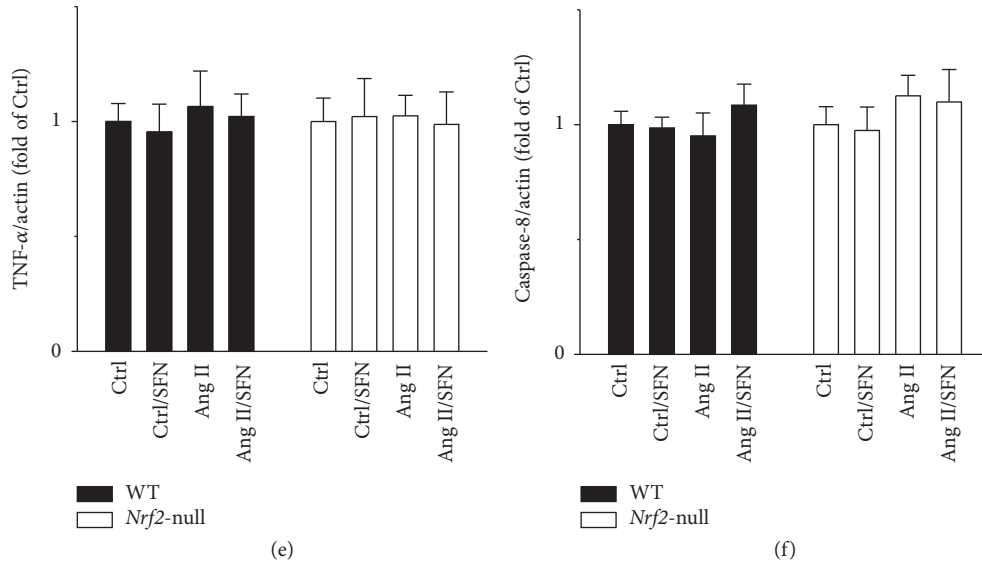 TNF-α/actin (fold of Ctrl)
1
0
Ctrl
Ctrl/SFN
Ang II
Ang II/SFN
Ctrl
Ctrl/SFN
Ang II
Ang II/SFN
WT
Nrf2-null
(e)
Caspase-8/actin (fold of Ctrl)
1
0
Ctrl
Ctrl/SFN
Ang II
Ang II/SFN
Ctrl
Ctrl/SFN
Ang II
Ang II/SFN
WT
Nrf2-null
(f)